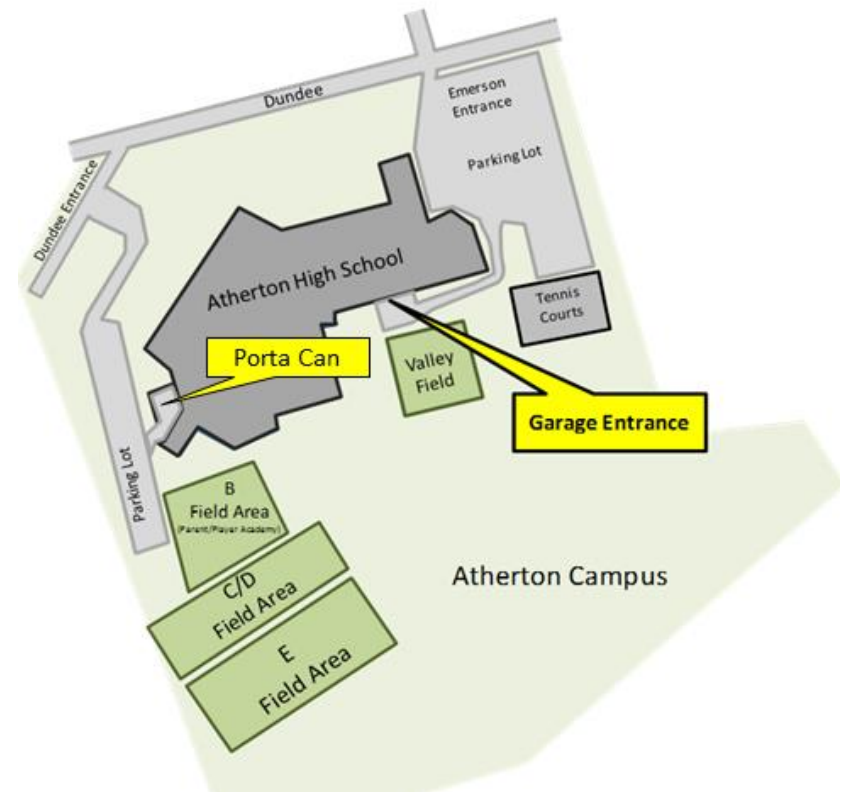 Dundee
Emerson
Entrance
Parking Lot
Dundee Entrance
Atherton High School
Tennis
Courts
Porta Can
Valley
Field
Garage Entrance
Parking Lot
B
Field Area
(Parent/Player Academy)
C/D
Field Area
Atherton Campus
E
Field Area